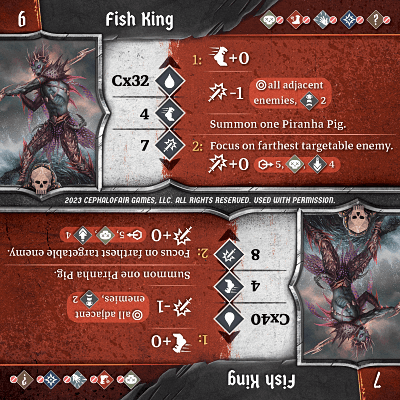 6
Fish King
Cx32
4
7
1: +0
-1 all adjacent
enemies, 2
Summon one Piranha Pig.
2: Focus on farthest targetable enemy.
+0 5, 4
2023 CEPHALOFAIR GAMES, LLC. ALL RIGHTS RESERVED. USED WITH PERMISSION.
7
Fish King
Cx40
4
8
1: +0
-1 all adjacent
enemies, 2
Summon one Piranha Pig.
2: Focus on farthest targetable enemy.
+0 5, 4